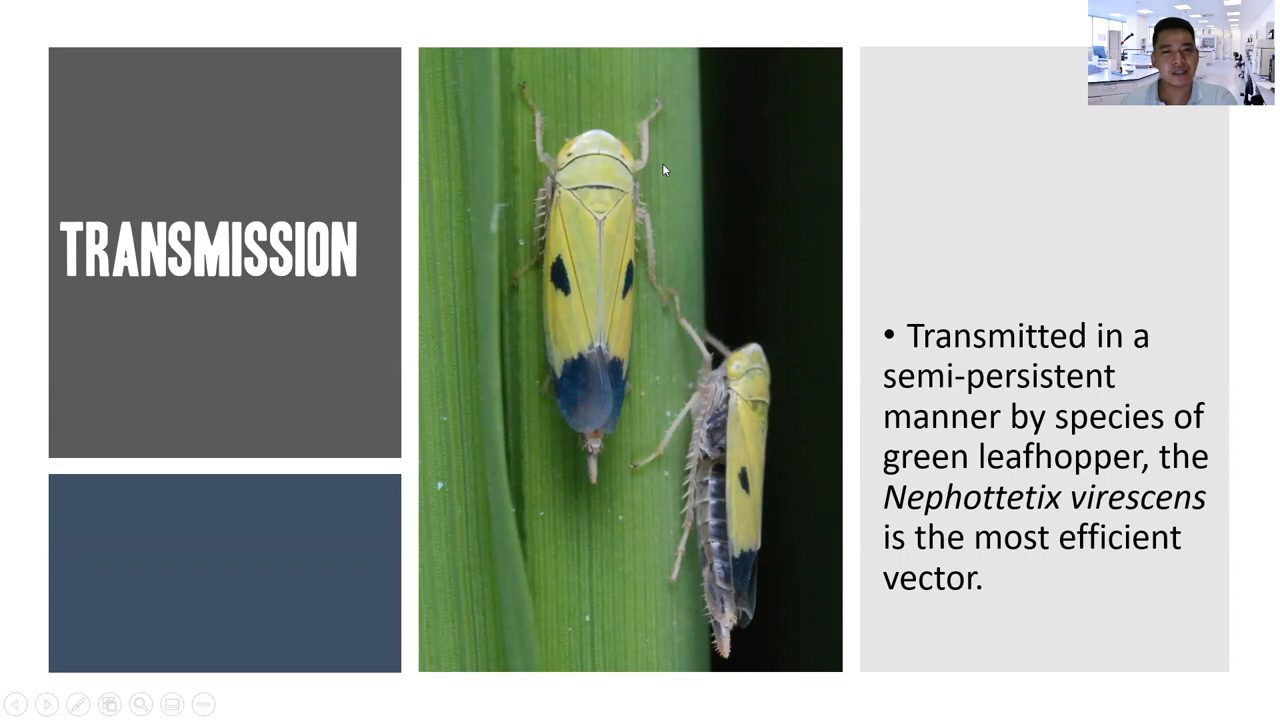 TRANSMISSION
• Transmitted in a
semi-persistent
manner by species of
green leafhopper, the
Nephottetix virescens
is the most efficient
vector.